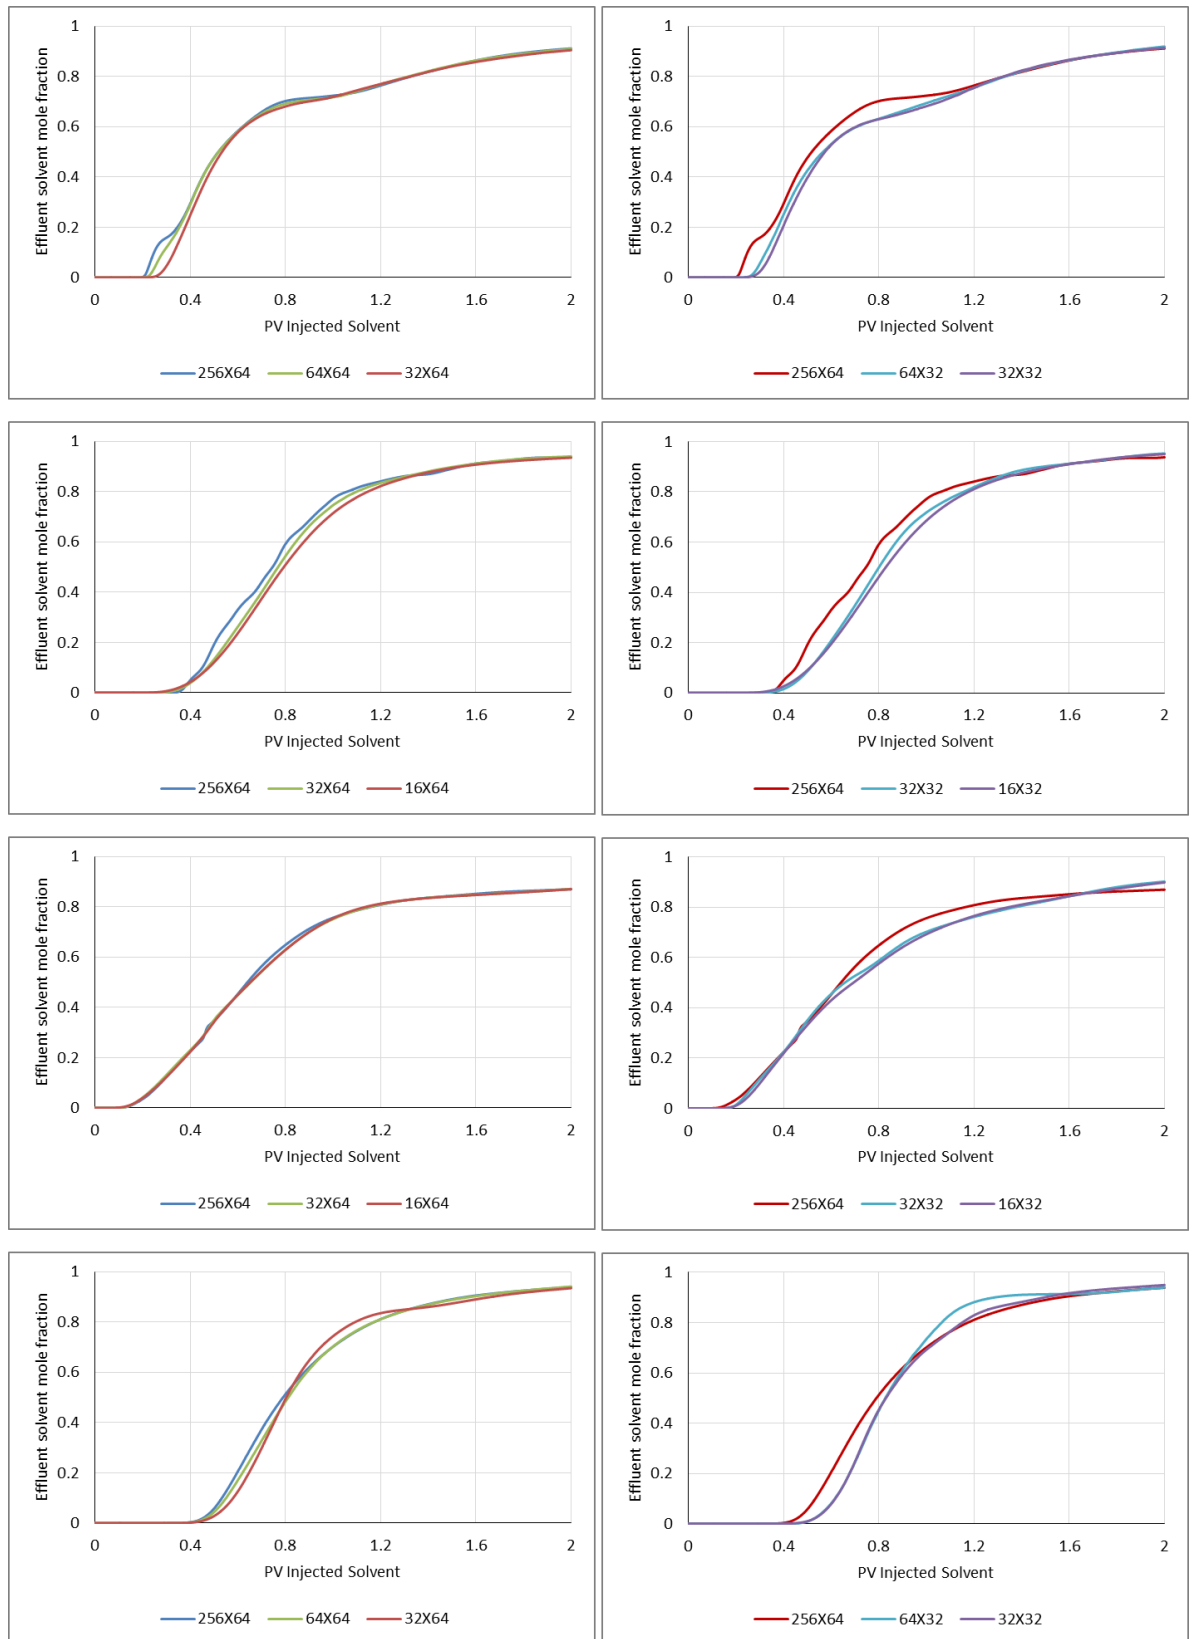 Effluent solvent mole fraction
1
0.8
0.6
0.4
0.2
0
0 0.4 0.8 1.2 1.6 2
PV Injected Solvent
256X64 64X64 32X64
Effluent solvent mole fraction
1
0.8
0.6
0.4
0.2
0
0 0.4 0.8 1.2 1.6 2
PV Injected Solvent
256X64 64X32 32X32
Effluent solvent mole fraction
1
0.8
0.6
0.4
0.2
0
0 0.4 0.8 1.2 1.6 2
PV Injected Solvent
256X64 32X64 16X64
Effluent solvent mole fraction
1
0.8
0.6
0.4
0.2
0
0 0.4 0.8 1.2 1.6 2
PV Injected Solvent
256X64 32X32 16X32
Effluent solvent mole fraction
1
0.8
0.6
0.4
0.2
0
0 0.4 0.8 1.2 1.6 2
PV Injected Solvent
256X64 32X64 16X64
Effluent solvent mole fraction
1
0.8
0.6
0.4
0.2
0
0 0.4 0.8 1.2 1.6 2
PV Injected Solvent
256X64 32X32 16X32
Effluent solvent mole fraction
1
0.8
0.6
0.4
0.2
0
0 0.4 0.8 1.2 1.6 2
PV Injected Solvent
256X64 64X64 32X64
Effluent solvent mole fraction
1
0.8
0.6
0.4
0.2
0
0 0.4 0.8 1.2 1.6 2
PV Injected Solvent
256X64 64X32 32X32